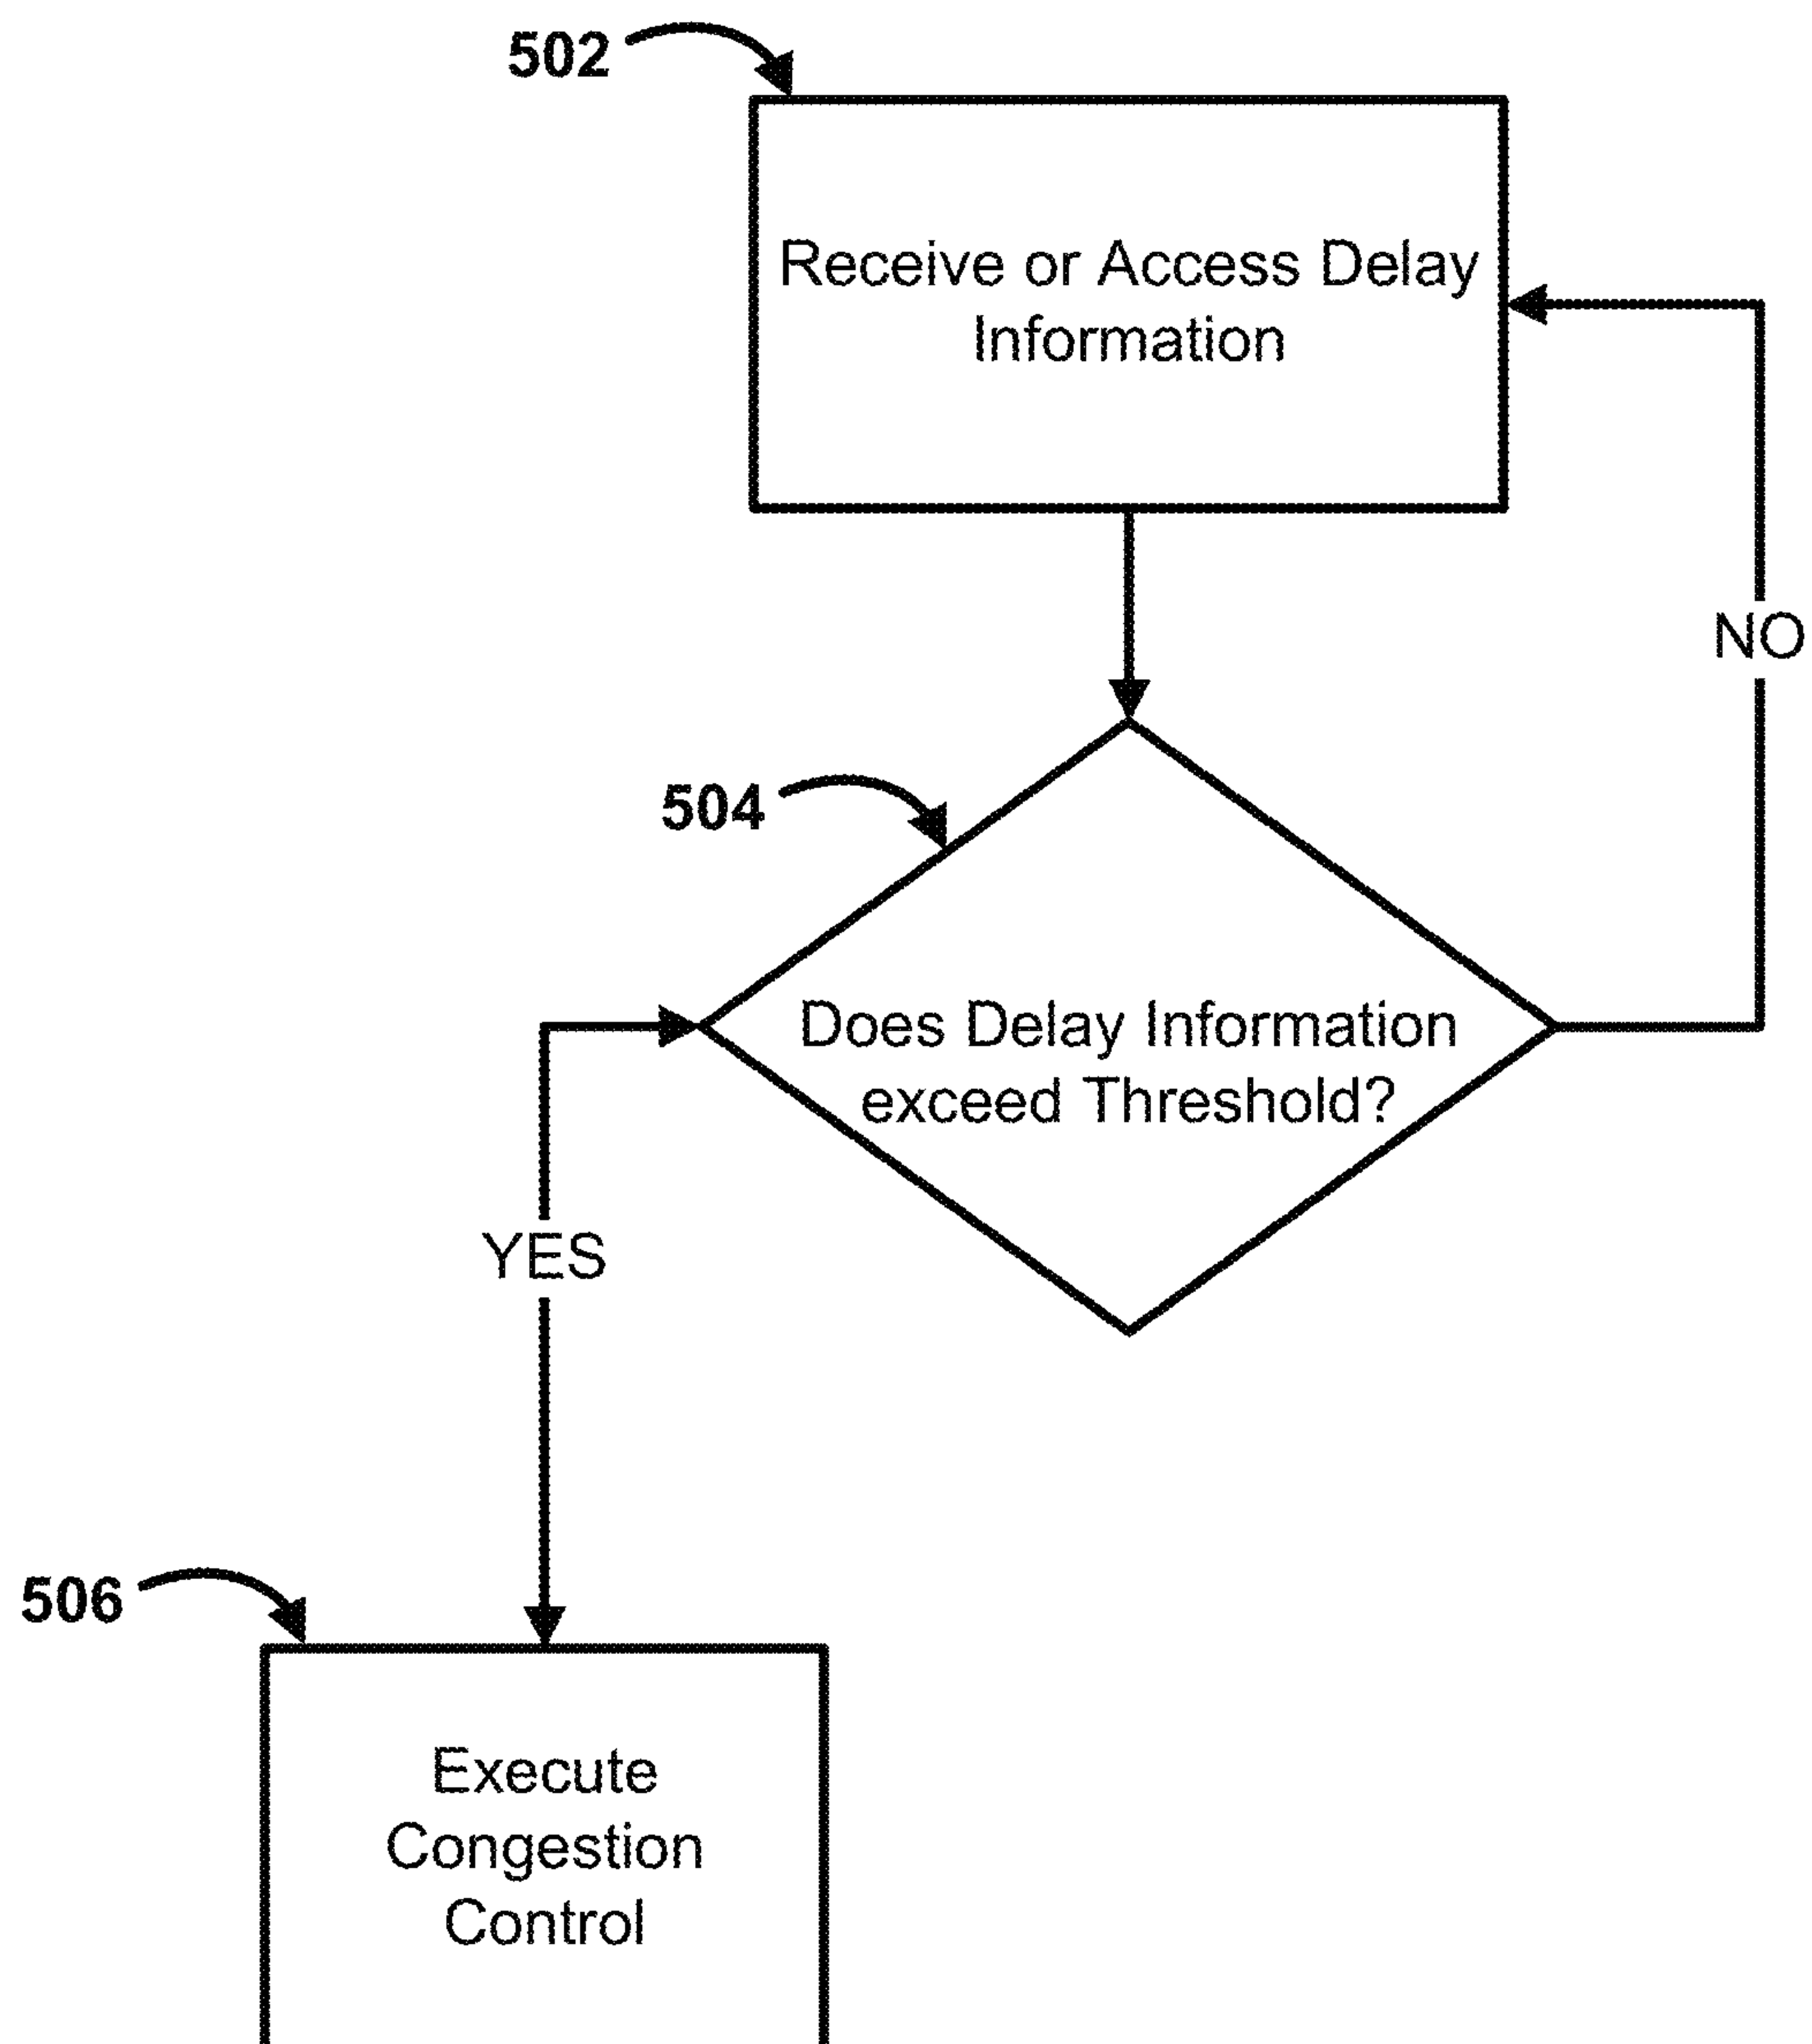 502
Receive or Access Delay
Information
NO
504
Does Delay Information
exceed Threshold?
YES
506
Execute
Congestion
Control